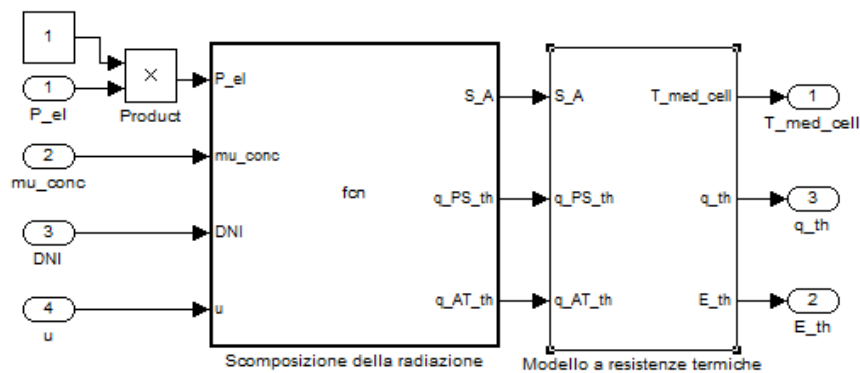 1
1
P_el
Product
2
mu_conc
3
DNI
4
u
P_el
mu_conc
DNI
u
fcn
S_A
q_PS_th
q_AT_th
Scomposizione della radiazione
S_A
q_PS_th
q_AT_th
T_med_cell
q_th
E_th
Modello a resistenze termiche
1
T_med_cell
3
q_th
2
E_th